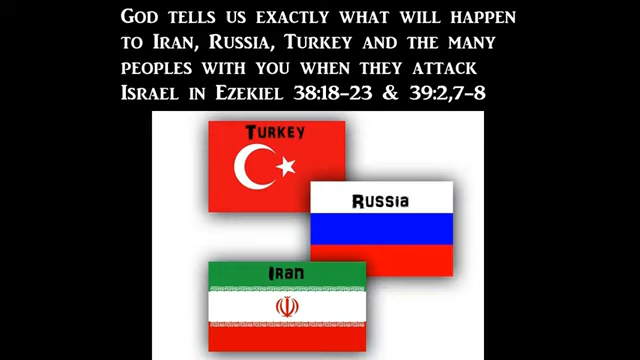 God tells us exactly what will happen
to Iran, Russia, Turkey and the many
peoples with you when they attack
Israel in Ezekiel 38:18-23 & 39:2,7-8
Turkey
Russia
Iran